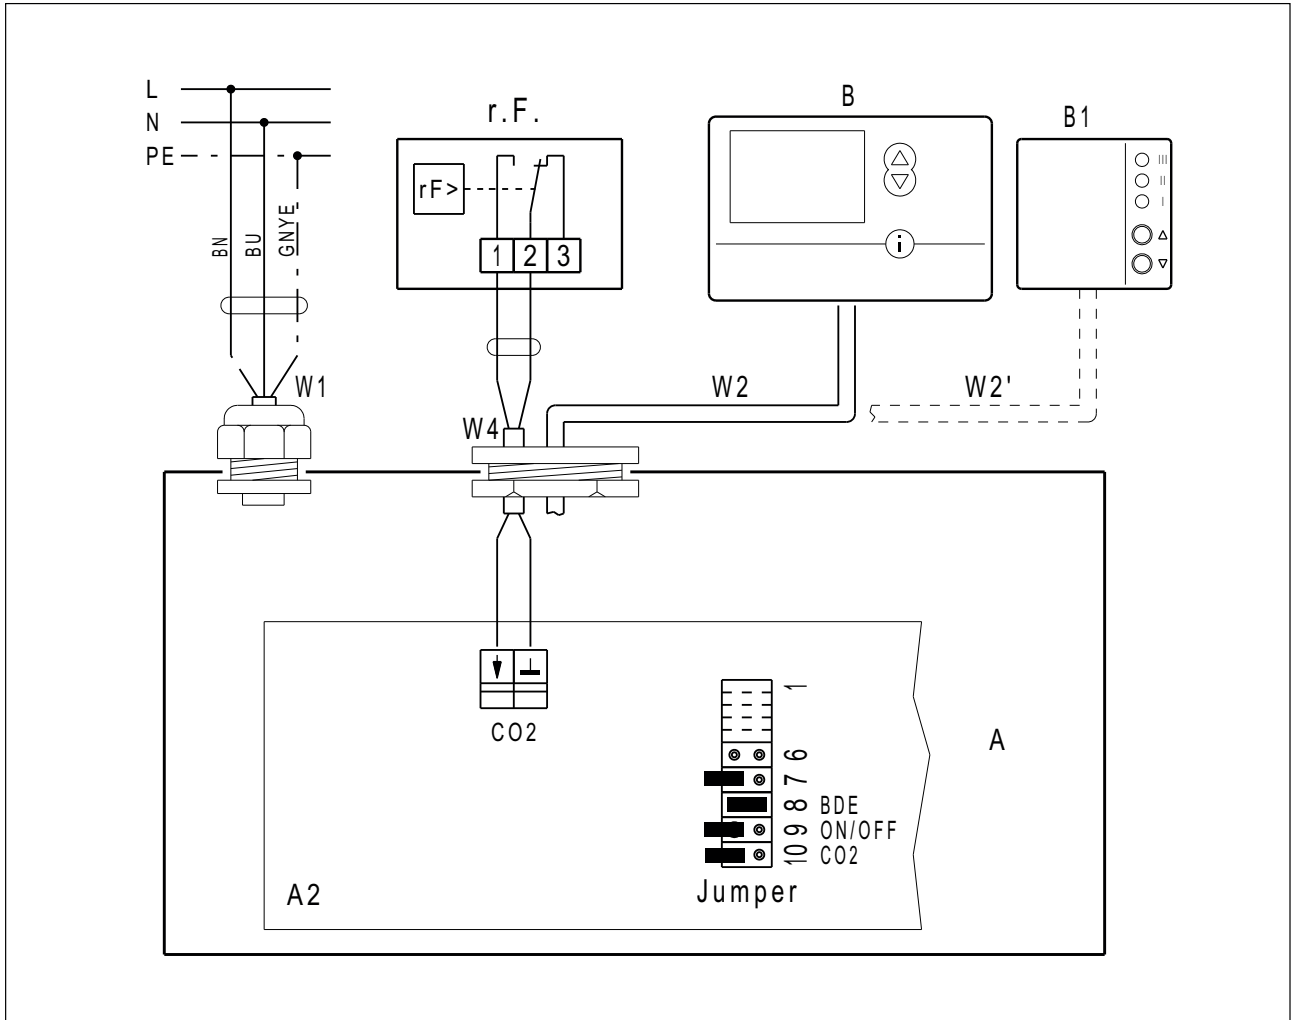 L
N
PE
BN
BU
GNYE
W1
r.F.
rF>
1 2 3
W4
B
i
W2
B1
III
II
I
W2'
CO2
1
6
7
8 BDE
9 ON/OFF
10 CO2
Jumper
A2
A